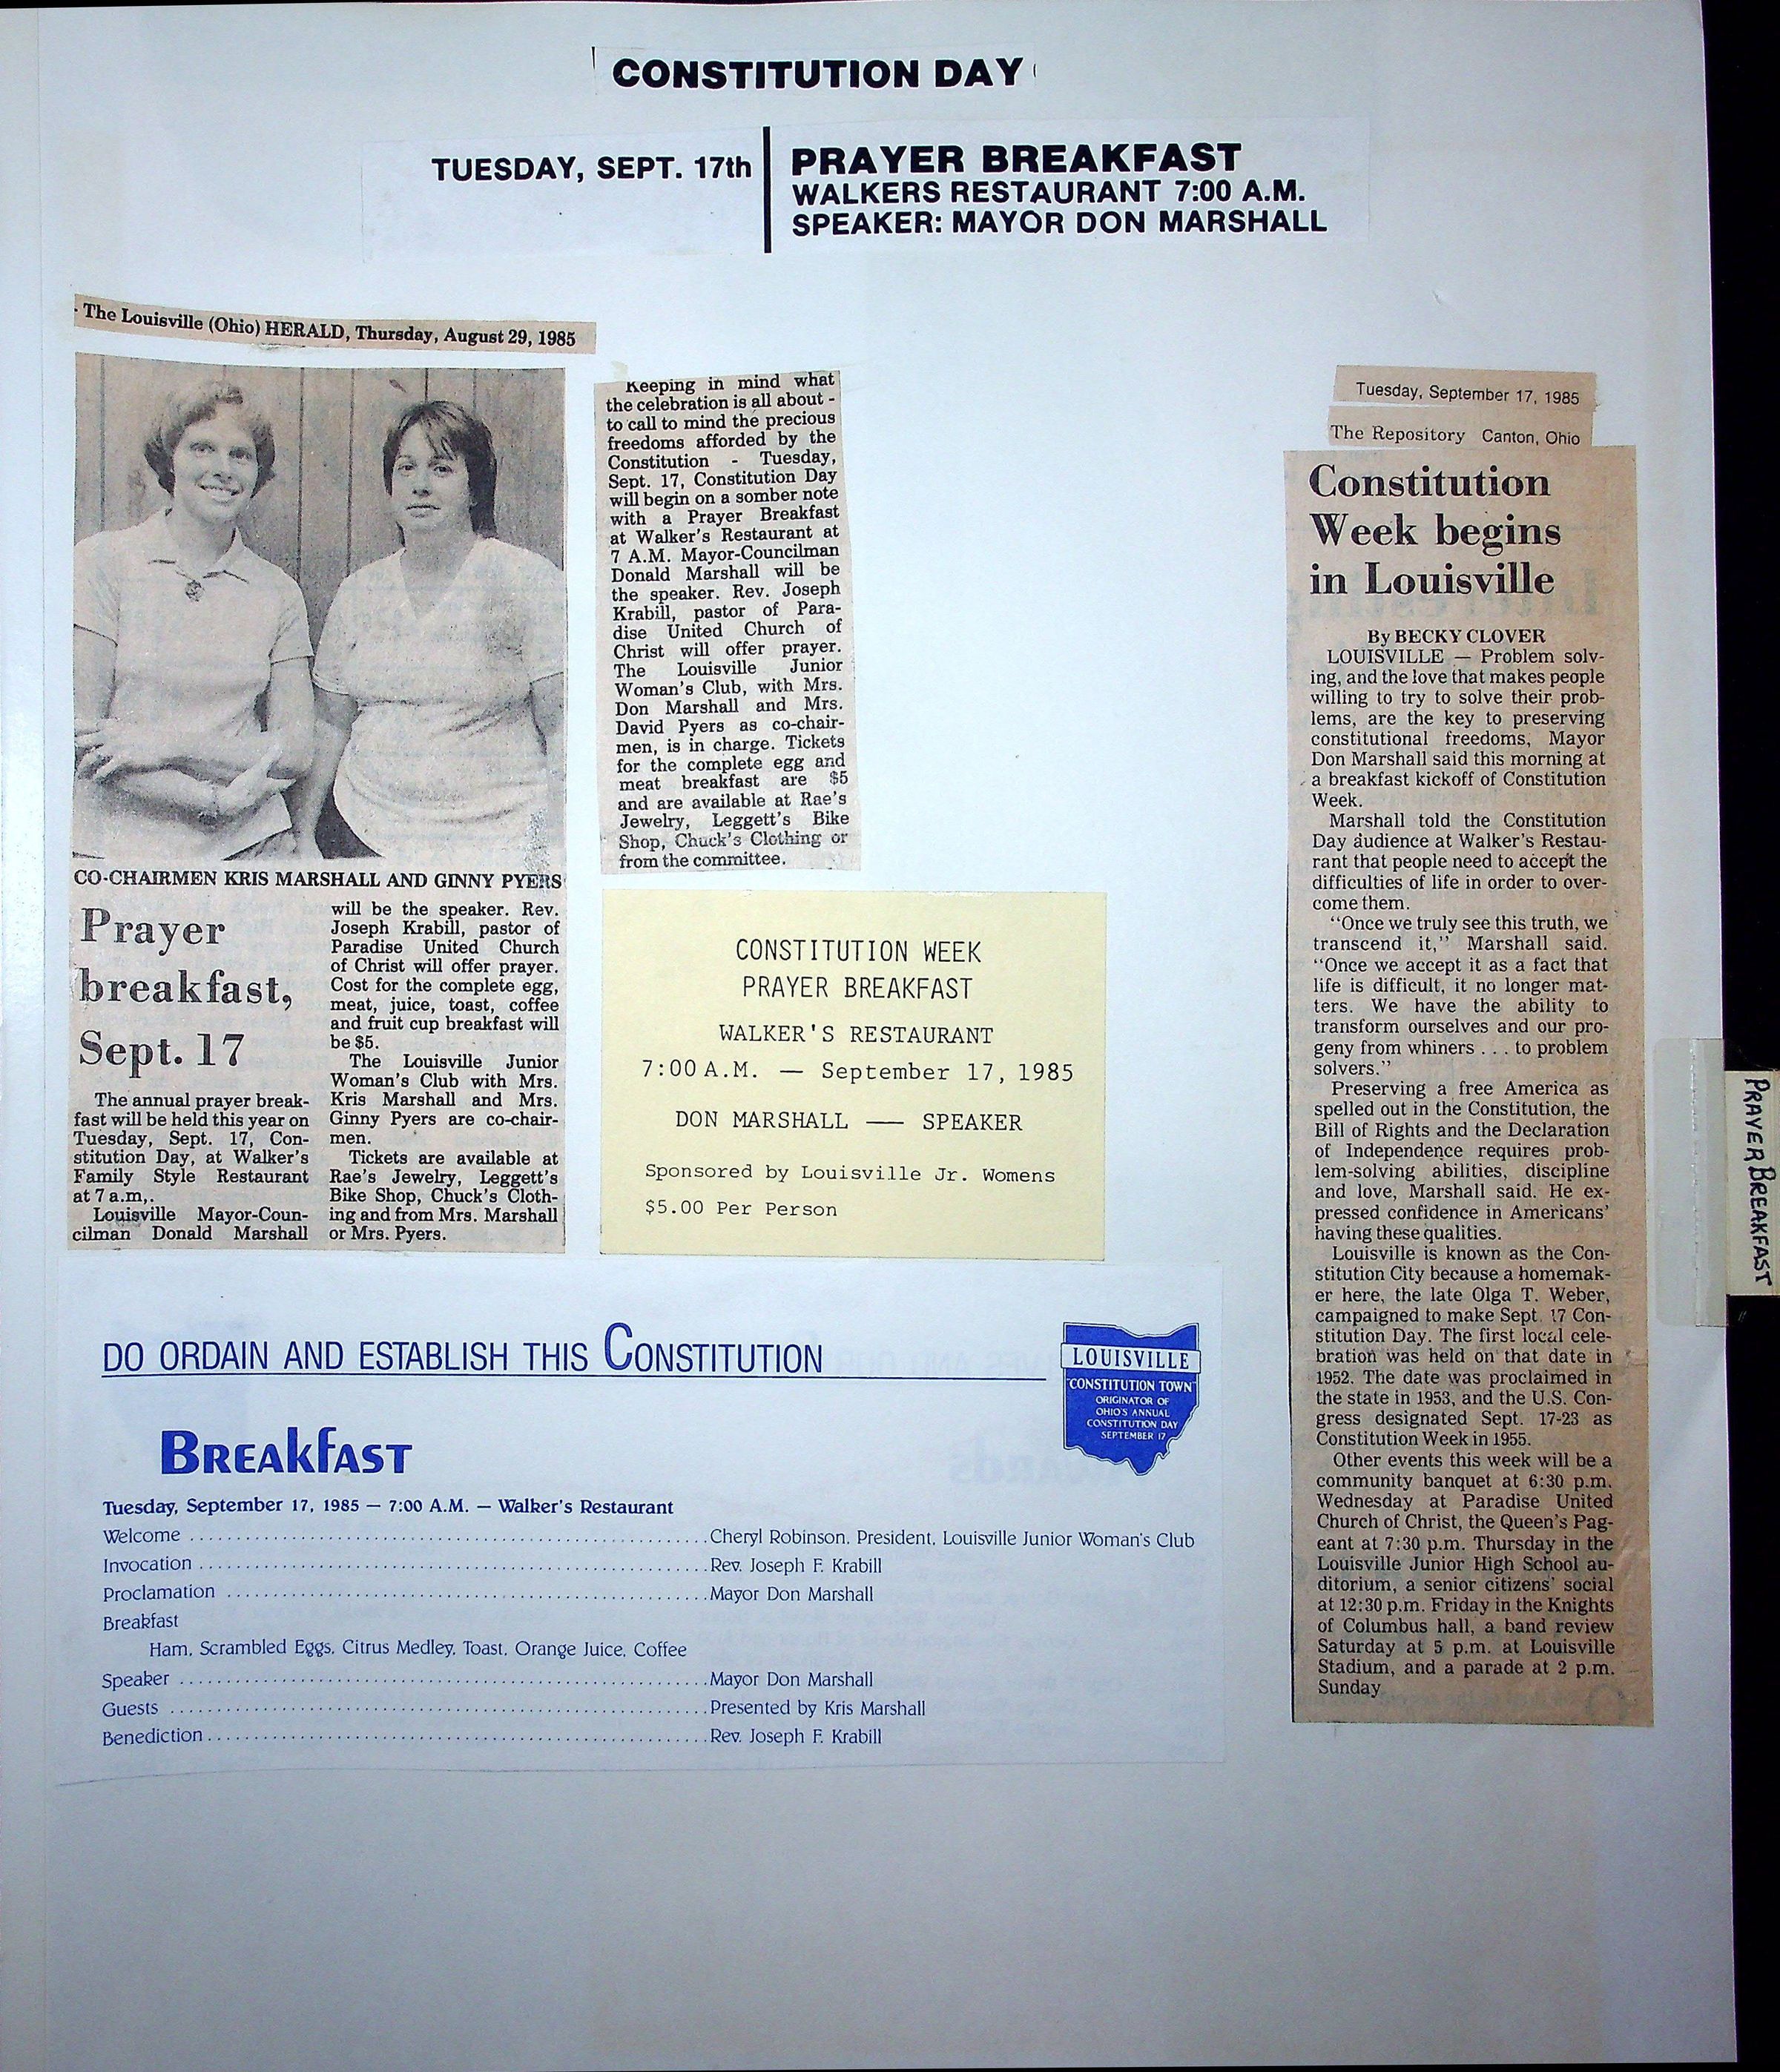 CONSTITUTION DAY
TUESDAY, SEPT. 17th
PRAYER BREAKFAST
WALKERS RESTAURANT 7:00 A.M.
SPEAKER: MAYOR DON MARSHALL
The Louisville (Ohio) HERALD, Thursday, August 29, 1985
CO-CHAIRMEN KRIS MARSHALL AND GINNY PYERS
Prayer
breakfast,
Sept. 17
The annual prayer break-
fast will be held this year on
Tuesday, Sept. 17, Con-
stitution Day, at Walker's
Family Style Restaurant
at 7 a.m,.
Louisville Mayor-Coun-
cilman Donald Marshall
will be the speaker. Rev.
Joseph Krabill, pastor of
Paradise United Church
of Christ will offer prayer.
Cost for the complete egg,
meat, juice, toast, coffee
and fruit cup breakfast will
be $5.
The Louisville Junior
Woman's Club with Mrs.
Kris Marshall and Mrs.
Ginny Pyers are co-chair-
men.
Tickets are available at
Rae's Jewelry, Leggett's
Bike Shop, Chuck's Cloth-
ing and from Mrs. Marshall
or Mrs. Pyers.
Keeping in mind what
the celebration is all about -
to call to mind the precious
freedoms afforded by the
Constitution - Tuesday,
Sept. 17, Constitution Day
will begin on a somber note
with a Prayer Breakfast
at Walker's Restaurant at
7 A.M. Mayor-Councilman
Donald Marshall will be
the speaker. Rev. Joseph
Krabill, pastor of Para-
dise United Church of
Christ will offer prayer.
The Louisville Junior
Woman's Club, with Mrs.
Don Marshall and Mrs.
David Pyers as co-chair-
men, is in charge. Tickets
for the complete egg and
meat breakfast are $5
and are available at Rae's
Jewelry, Leggett's Bike
Shop, Chuck's Clothing or
from the committee.
CONSTITUTION WEEK
PRAYER BREAKFAST
WALKER'S RESTAURANT
7:00 A.M. — September 17, 1985
DON MARSHALL — SPEAKER
Sponsored by Louisville Jr. Womens
$5.00 Per Person
DO ORDAIN AND ESTABLISH THIS CONSTITUTION
LOUISVILLE
"CONSTITUTION TOWN"
ORIGINATOR OF
OHIO'S ANNUAL
CONSTITUTION DAY
SEPTEMBER 17
BREAKFAST
Tuesday, September 17, 1985 — 7:00 A.M. — Walker's Restaurant
Welcome ........ Cheryl Robinson, President, Louisville Junior Woman's Club
Invocation ........ Rev. Joseph F. Krabill
Proclamation ........ Mayor Don Marshall
Breakfast
Ham, Scrambled Eggs, Citrus Medley, Toast, Orange Juice, Coffee
Speaker ........ Mayor Don Marshall
Guests ........ Presented by Kris Marshall
Benediction ........ Rev. Joseph F. Krabill
Tuesday, September 17, 1985
The Repository Canton, Ohio
Constitution
Week begins
in Louisville
By BECKY CLOVER
LOUISVILLE — Problem solv-
ing, and the love that makes people
willing to try to solve their prob-
lems, are the key to preserving
constitutional freedoms, Mayor
Don Marshall said this morning at
a breakfast kickoff of Constitution
Week.
Marshall told the Constitution
Day audience at Walker's Restau-
rant that people need to accept the
difficulties of life in order to over-
come them.
"Once we truly see this truth, we
transcend it," Marshall said.
"Once we accept it as a fact that
life is difficult, it no longer mat-
ters. We have the ability to
transform ourselves and our pro-
geny from whiners . . . to problem
solvers."
Preserving a free America as
spelled out in the Constitution, the
Bill of Rights and the Declaration
of Independence requires prob-
lem-solving abilities, discipline
and love, Marshall said. He ex-
pressed confidence in Americans'
having these qualities.
Louisville is known as the Con-
stitution City because a homemak-
er here, the late Olga T. Weber,
campaigned to make Sept. 17 Con-
stitution Day. The first local cele-
bration was held on that date in
1952. The date was proclaimed in
the state in 1953, and the U.S. Con-
gress designated Sept. 17-23 as
Constitution Week in 1955.
Other events this week will be a
community banquet at 6:30 p.m.
Wednesday at Paradise United
Church of Christ, the Queen's Pag-
eant at 7:30 p.m. Thursday in the
Louisville Junior High School au-
ditorium, a senior citizens' social
at 12:30 p.m. Friday in the Knights
of Columbus hall, a band review
Saturday at 5 p.m. at Louisville
Stadium, and a parade at 2 p.m.
Sunday
PRAYER BREAKFAST